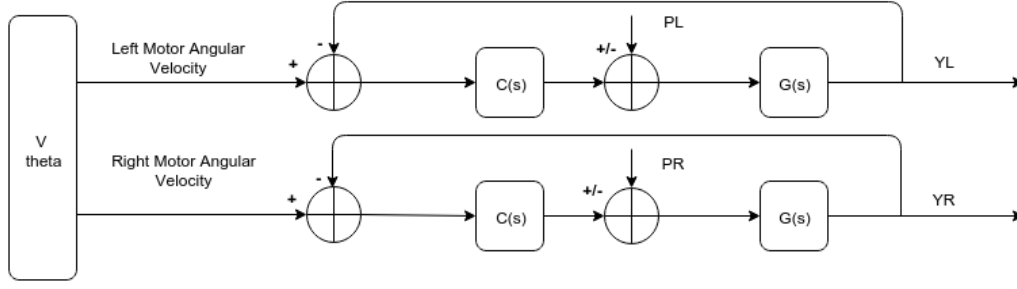 V
theta
Left Motor Angular
Velocity
+
-
C(s)
+/-
PL
G(s)
YL
Right Motor Angular
Velocity
+
-
C(s)
+/-
PR
G(s)
YR